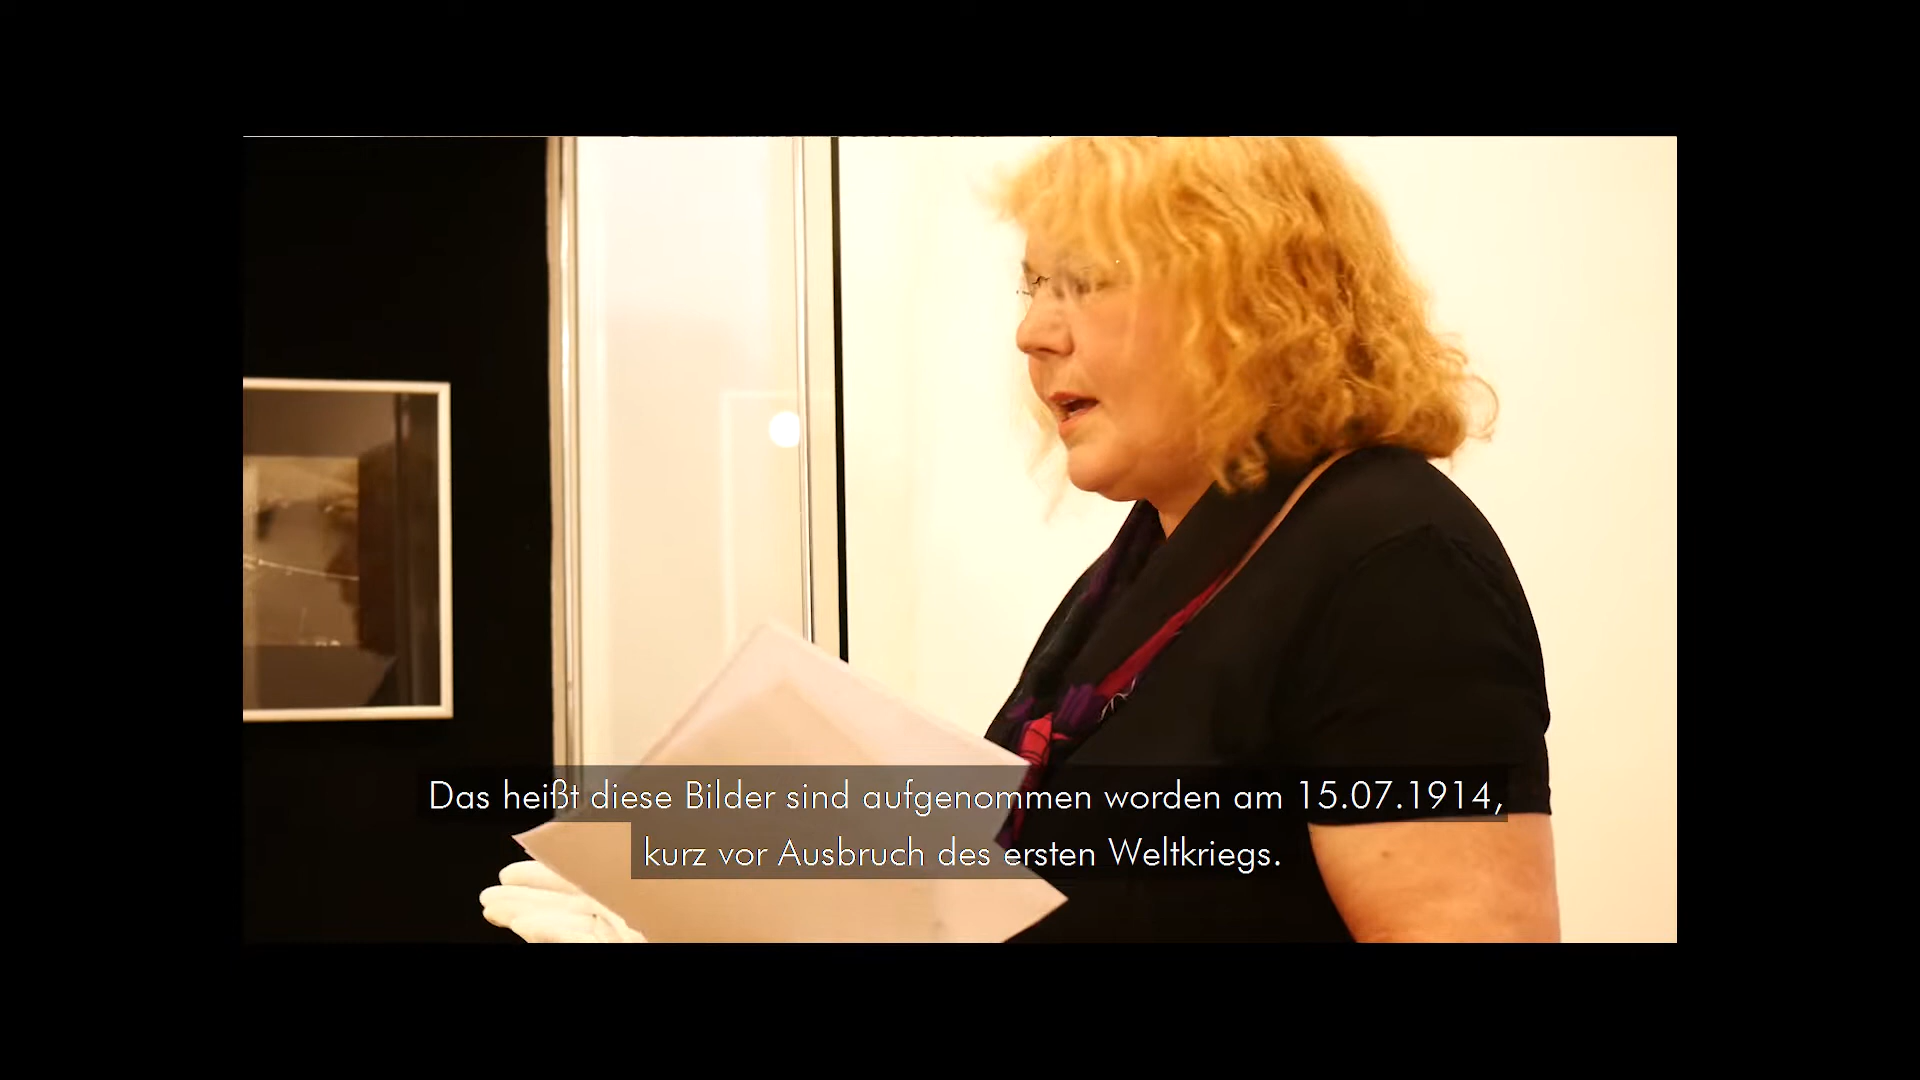 Das heißt diese Bilder sind aufgenommen worden am 15.07.1914,
kurz vor Ausbruch des ersten Weltkriegs.